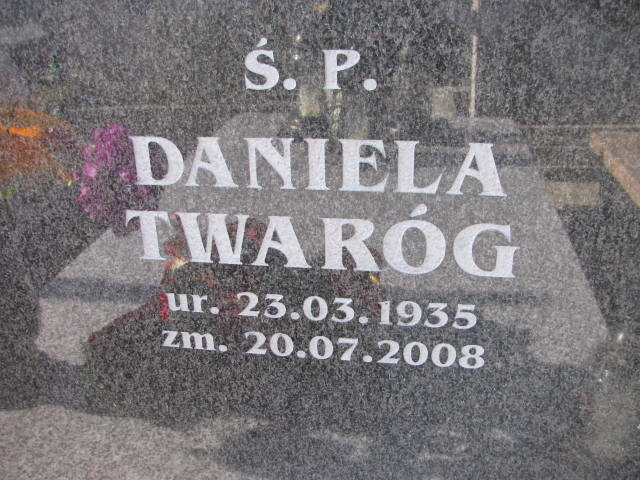 Ś. P.
DANIELA
TWARÓG
ur. 23.03.1935
zm. 20.07.2008